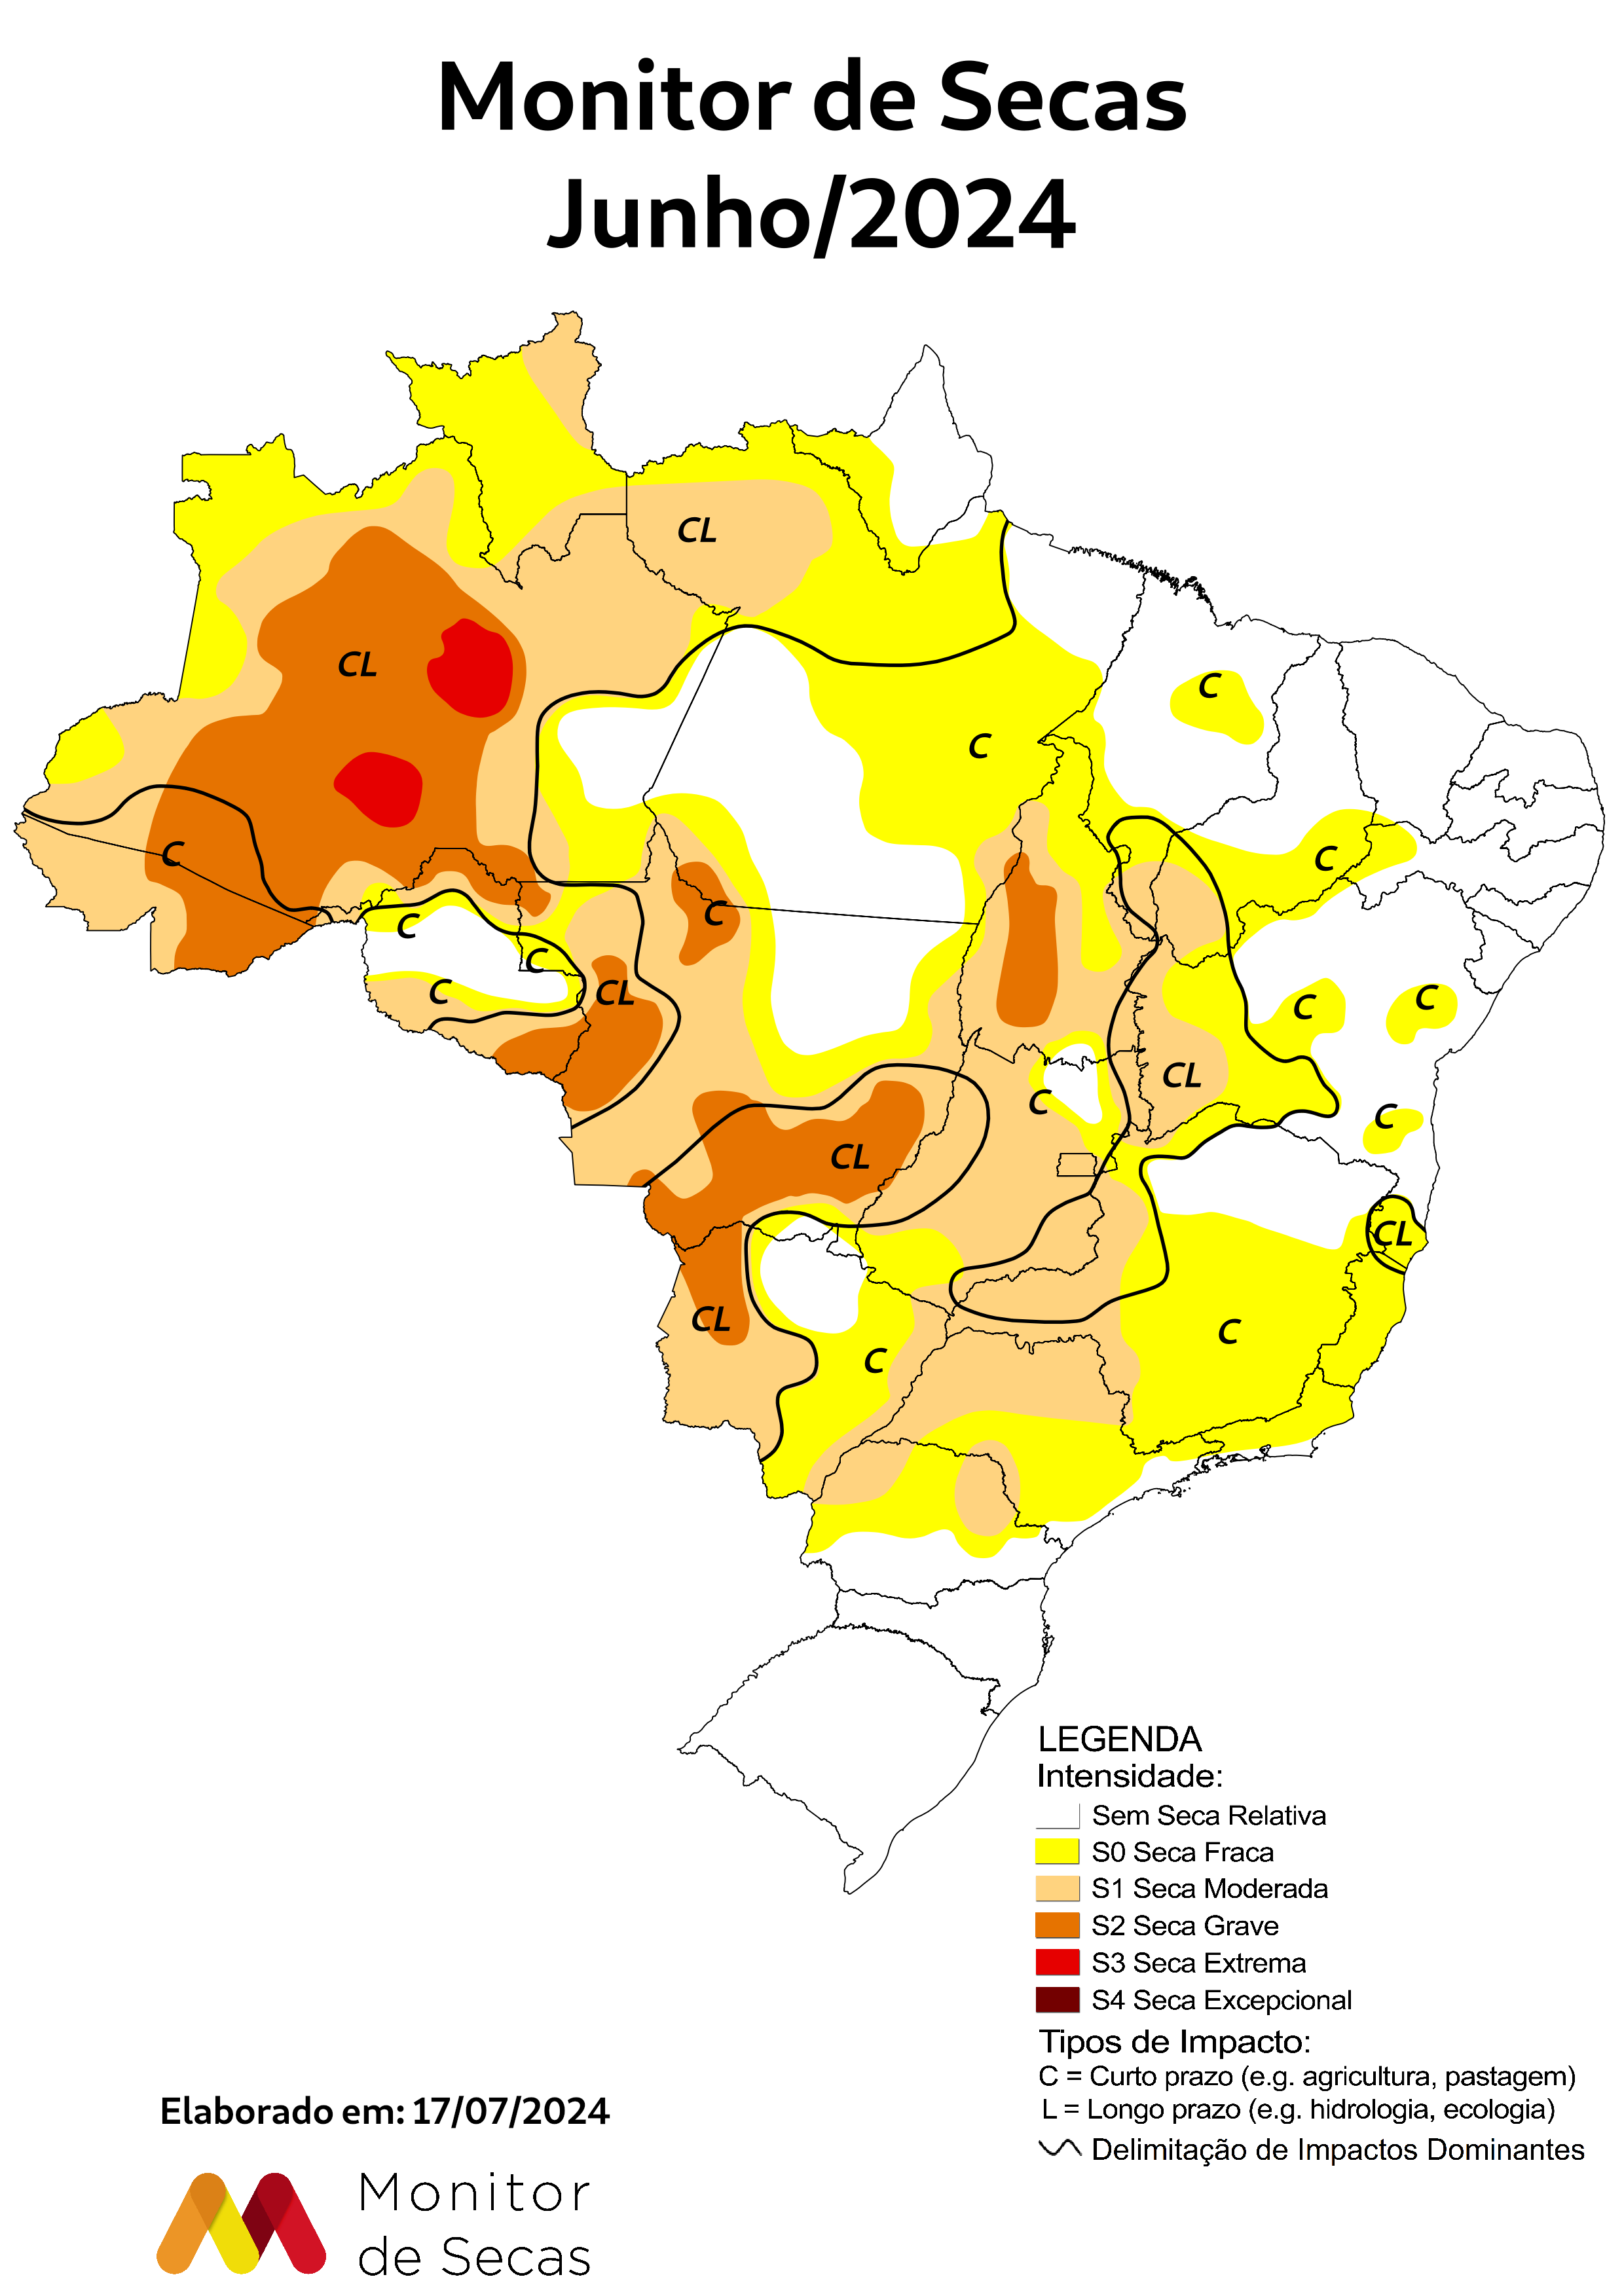 Monitor de Secas
Junho/2024
CL
CL
C
C
C
C
C
C
C
C
CL
C
C
C
CL
C
C
CL
CL
CL
C
CL
C
LEGENDA
Intensidade:
Sem Seca Relativa
S0 Seca Fraca
S1 Seca Moderada
S2 Seca Grave
S3 Seca Extrema
S4 Seca Excepcional
Tipos de Impacto:
C = Curto prazo (e.g. agricultura, pastagem)
L = Longo prazo (e.g. hidrologia, ecologia)
Delimitação de Impactos Dominantes
Elaborado em: 17/07/2024
Monitor
de Secas